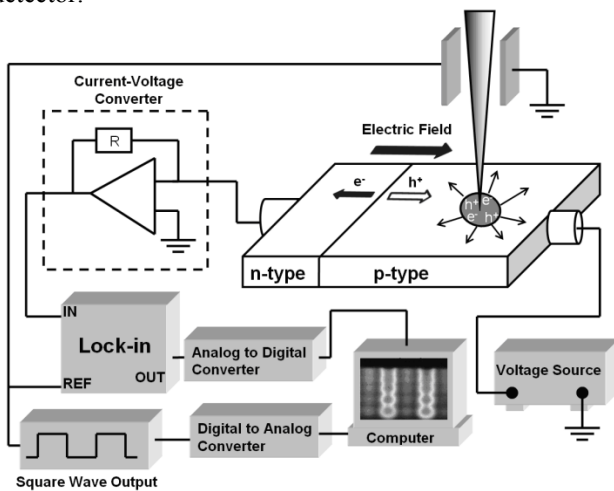 Current-Voltage
Converter
R
Electric Field
e-
h+
h+ e-
e- h+
n-type
p-type
IN
Lock-in
REF
OUT
Analog to Digital
Converter
Voltage Source
Digital to Analog
Converter
Computer
Square Wave Output